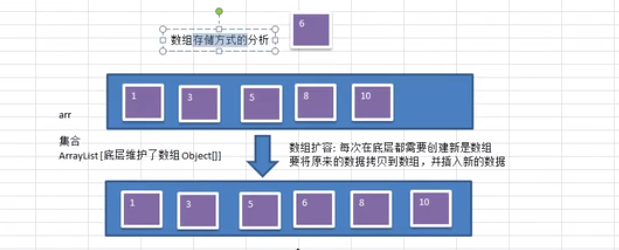 6
数组存储方式的分析
1 3 5 8 10
arr
集合
ArrayList [底层维护了数组 Object[]]
数组扩容: 每次在底层都需要创建新是数组
要将原来的数据拷贝到数组，并插入新的数据
1 3 5 6 8 10